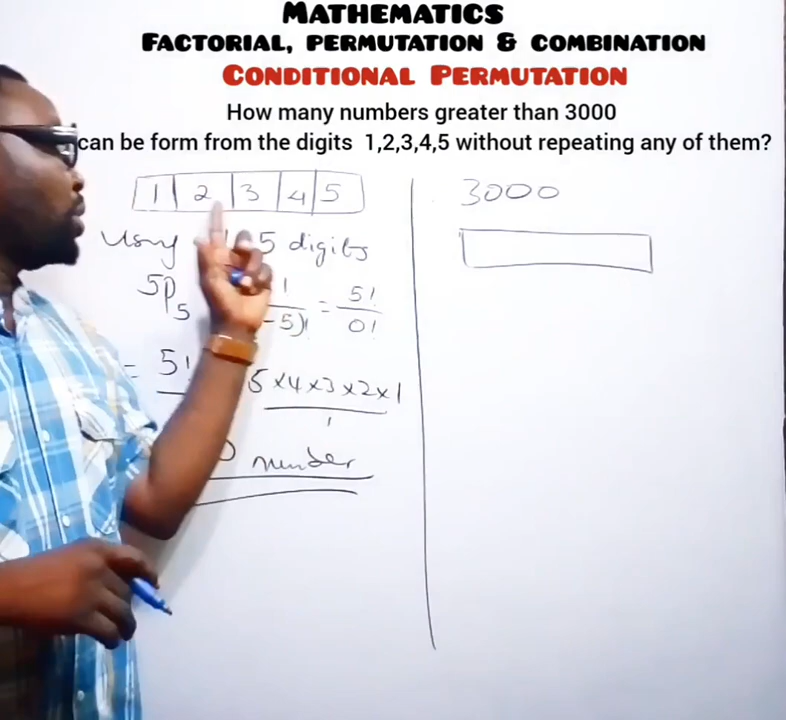 MATHEMATICS
FACTORIAL, PERMUTATION & COMBINATION
CONDITIONAL PERMUTATION
How many numbers greater than 3000
can be form from the digits 1,2,3,4,5 without repeating any of them?
1 2 3 4 5
Using 5 digits
5P5 -5)! = 5!/0!
= 5! 5×4×3×2×1
1
number
3000